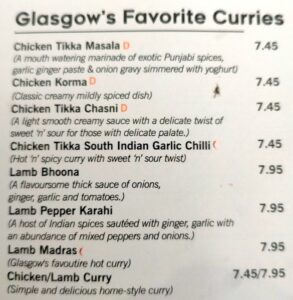 Glasgow's Favorite Curries
Chicken Tikka Masala D 7.45
(A mouth watering marinade of exotic Punjabi spices,
garlic ginger paste & onion gravy simmered with yoghurt)
Chicken Korma D 7.45
(Classic creamy mildly spiced dish)
Chicken Tikka Chasni D 7.45
(A light smooth creamy sauce with a delicate twist of
sweet 'n' sour for those with delicate palate.)
Chicken Tikka South Indian Garlic Chilli 7.45
(Hot 'n' spicy curry with sweet 'n' sour twist)
Lamb Bhoona 7.95
(A flavoursome thick sauce of onions,
ginger, garlic and tomatoes.)
Lamb Pepper Karahi 7.95
(A host of Indian spices sautéed with ginger, garlic with
an abundance of mixed peppers and onions.)
Lamb Madras 7.95
(Glasgow's favoutire hot curry)
Chicken/Lamb Curry 7.45/7.95
(Simple and delicious home-style curry)